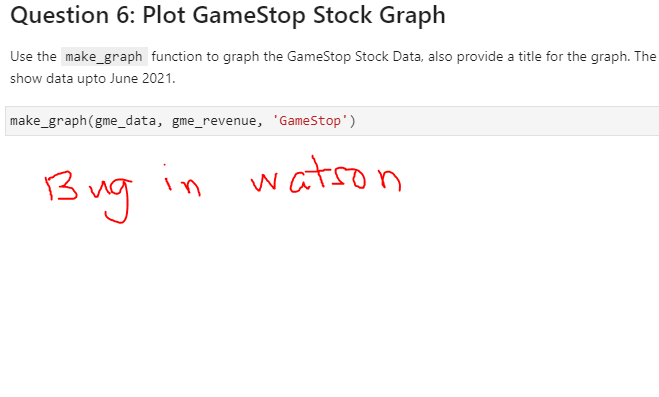 Question 6: Plot GameStop Stock Graph
Use the make_graph function to graph the GameStop Stock Data, also provide a title for the graph. The
show data upto June 2021.
make_graph(gme_data, gme_revenue, 'GameStop')
Bug in watson